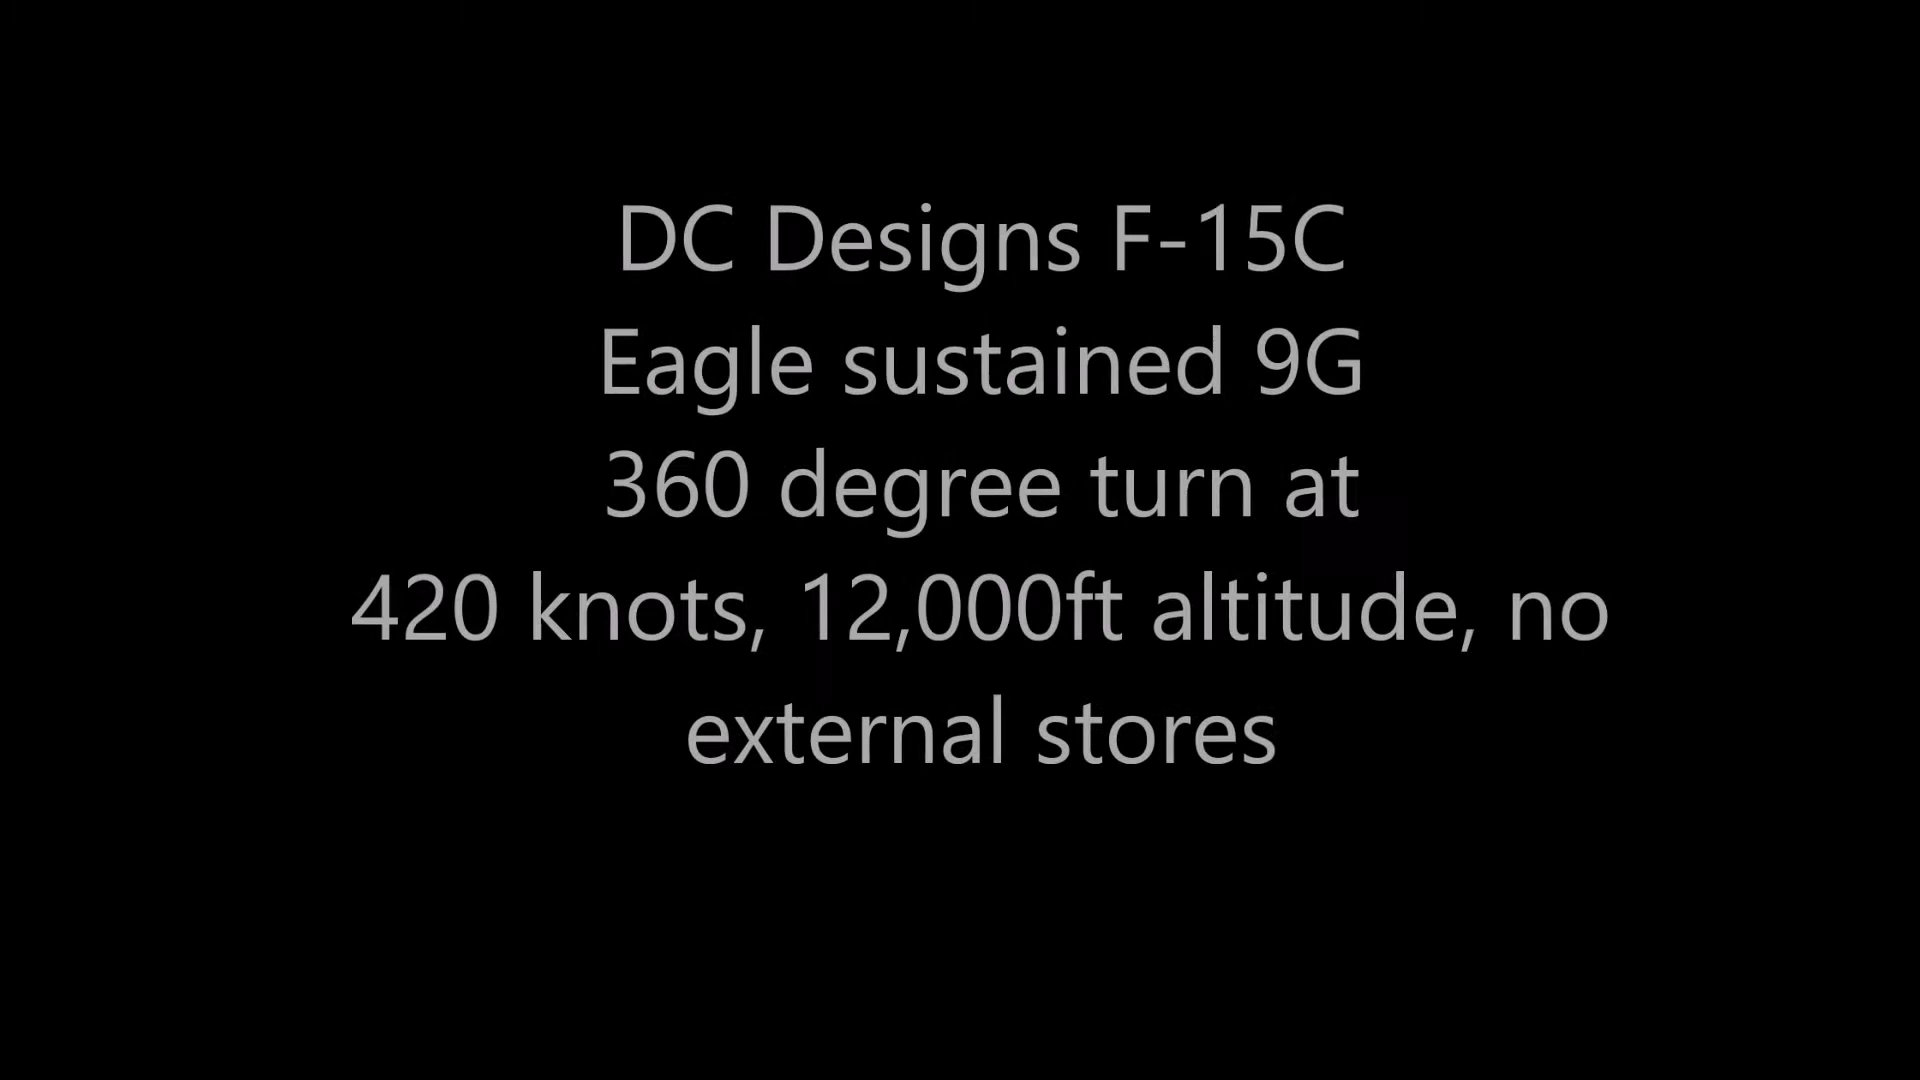 DC Designs F-15C
Eagle sustained 9G
360 degree turn at
420 knots, 12,000ft altitude, no
external stores